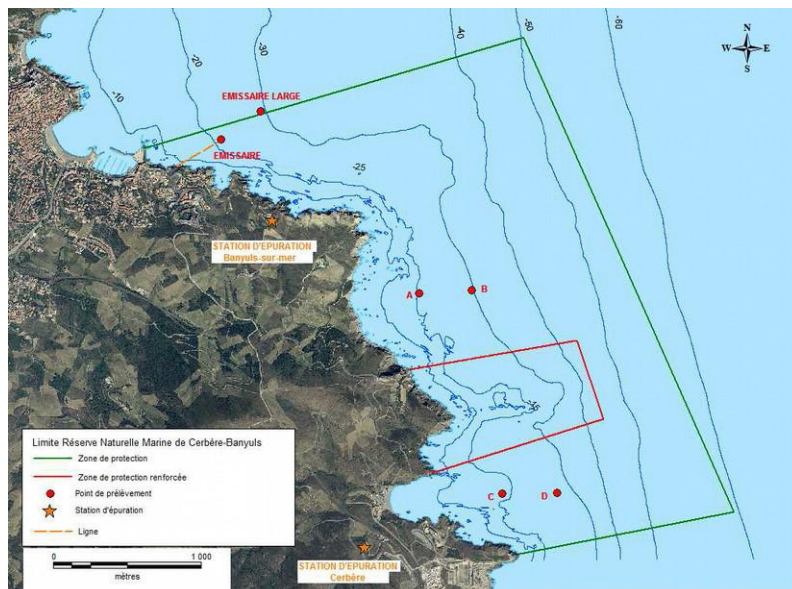 -10
-20
-30
-40
-50
-60
N
W E
S
EMISSAIRE LARGE
EMISSAIRE
-25
STATION D'EPURATION
Banyuls-sur-mer
A
B
-15
C
D
Limite Réserve Naturelle Marine de Cerbère-Banyuls
Zone de protection
Zone de protection renforcée
Point de prélèvement
Station d'épuration
Ligne
0 1 000
mètres
STATION D'EPURATION
Cerbère